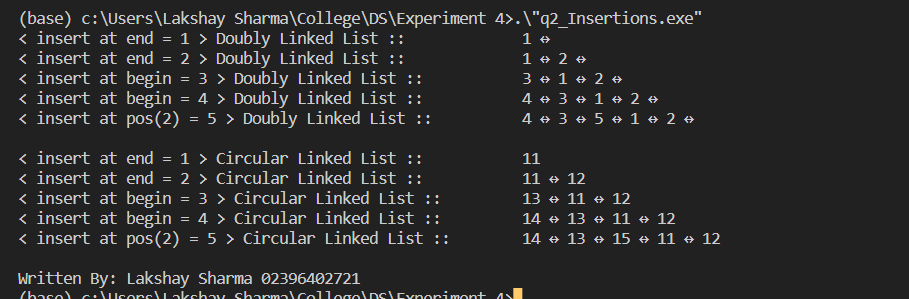 (base) c:\Users\Lakshay Sharma\College\DS\Experiment 4>.\"q2_Insertions.exe"
< insert at end = 1 > Doubly Linked List :: 1 ↔
< insert at end = 2 > Doubly Linked List :: 1 ↔ 2 ↔
< insert at begin = 3 > Doubly Linked List :: 3 ↔ 1 ↔ 2 ↔
< insert at begin = 4 > Doubly Linked List :: 4 ↔ 3 ↔ 1 ↔ 2 ↔
< insert at pos(2) = 5 > Doubly Linked List :: 4 ↔ 3 ↔ 5 ↔ 1 ↔ 2 ↔
< insert at end = 1 > Circular Linked List :: 11
< insert at end = 2 > Circular Linked List :: 11 ↔ 12
< insert at begin = 3 > Circular Linked List :: 13 ↔ 11 ↔ 12
< insert at begin = 4 > Circular Linked List :: 14 ↔ 13 ↔ 11 ↔ 12
< insert at pos(2) = 5 > Circular Linked List :: 14 ↔ 13 ↔ 15 ↔ 11 ↔ 12
Written By: Lakshay Sharma 02396402721
(base) c:\Users\Lakshay Sharma\College\DS\Experiment 4>